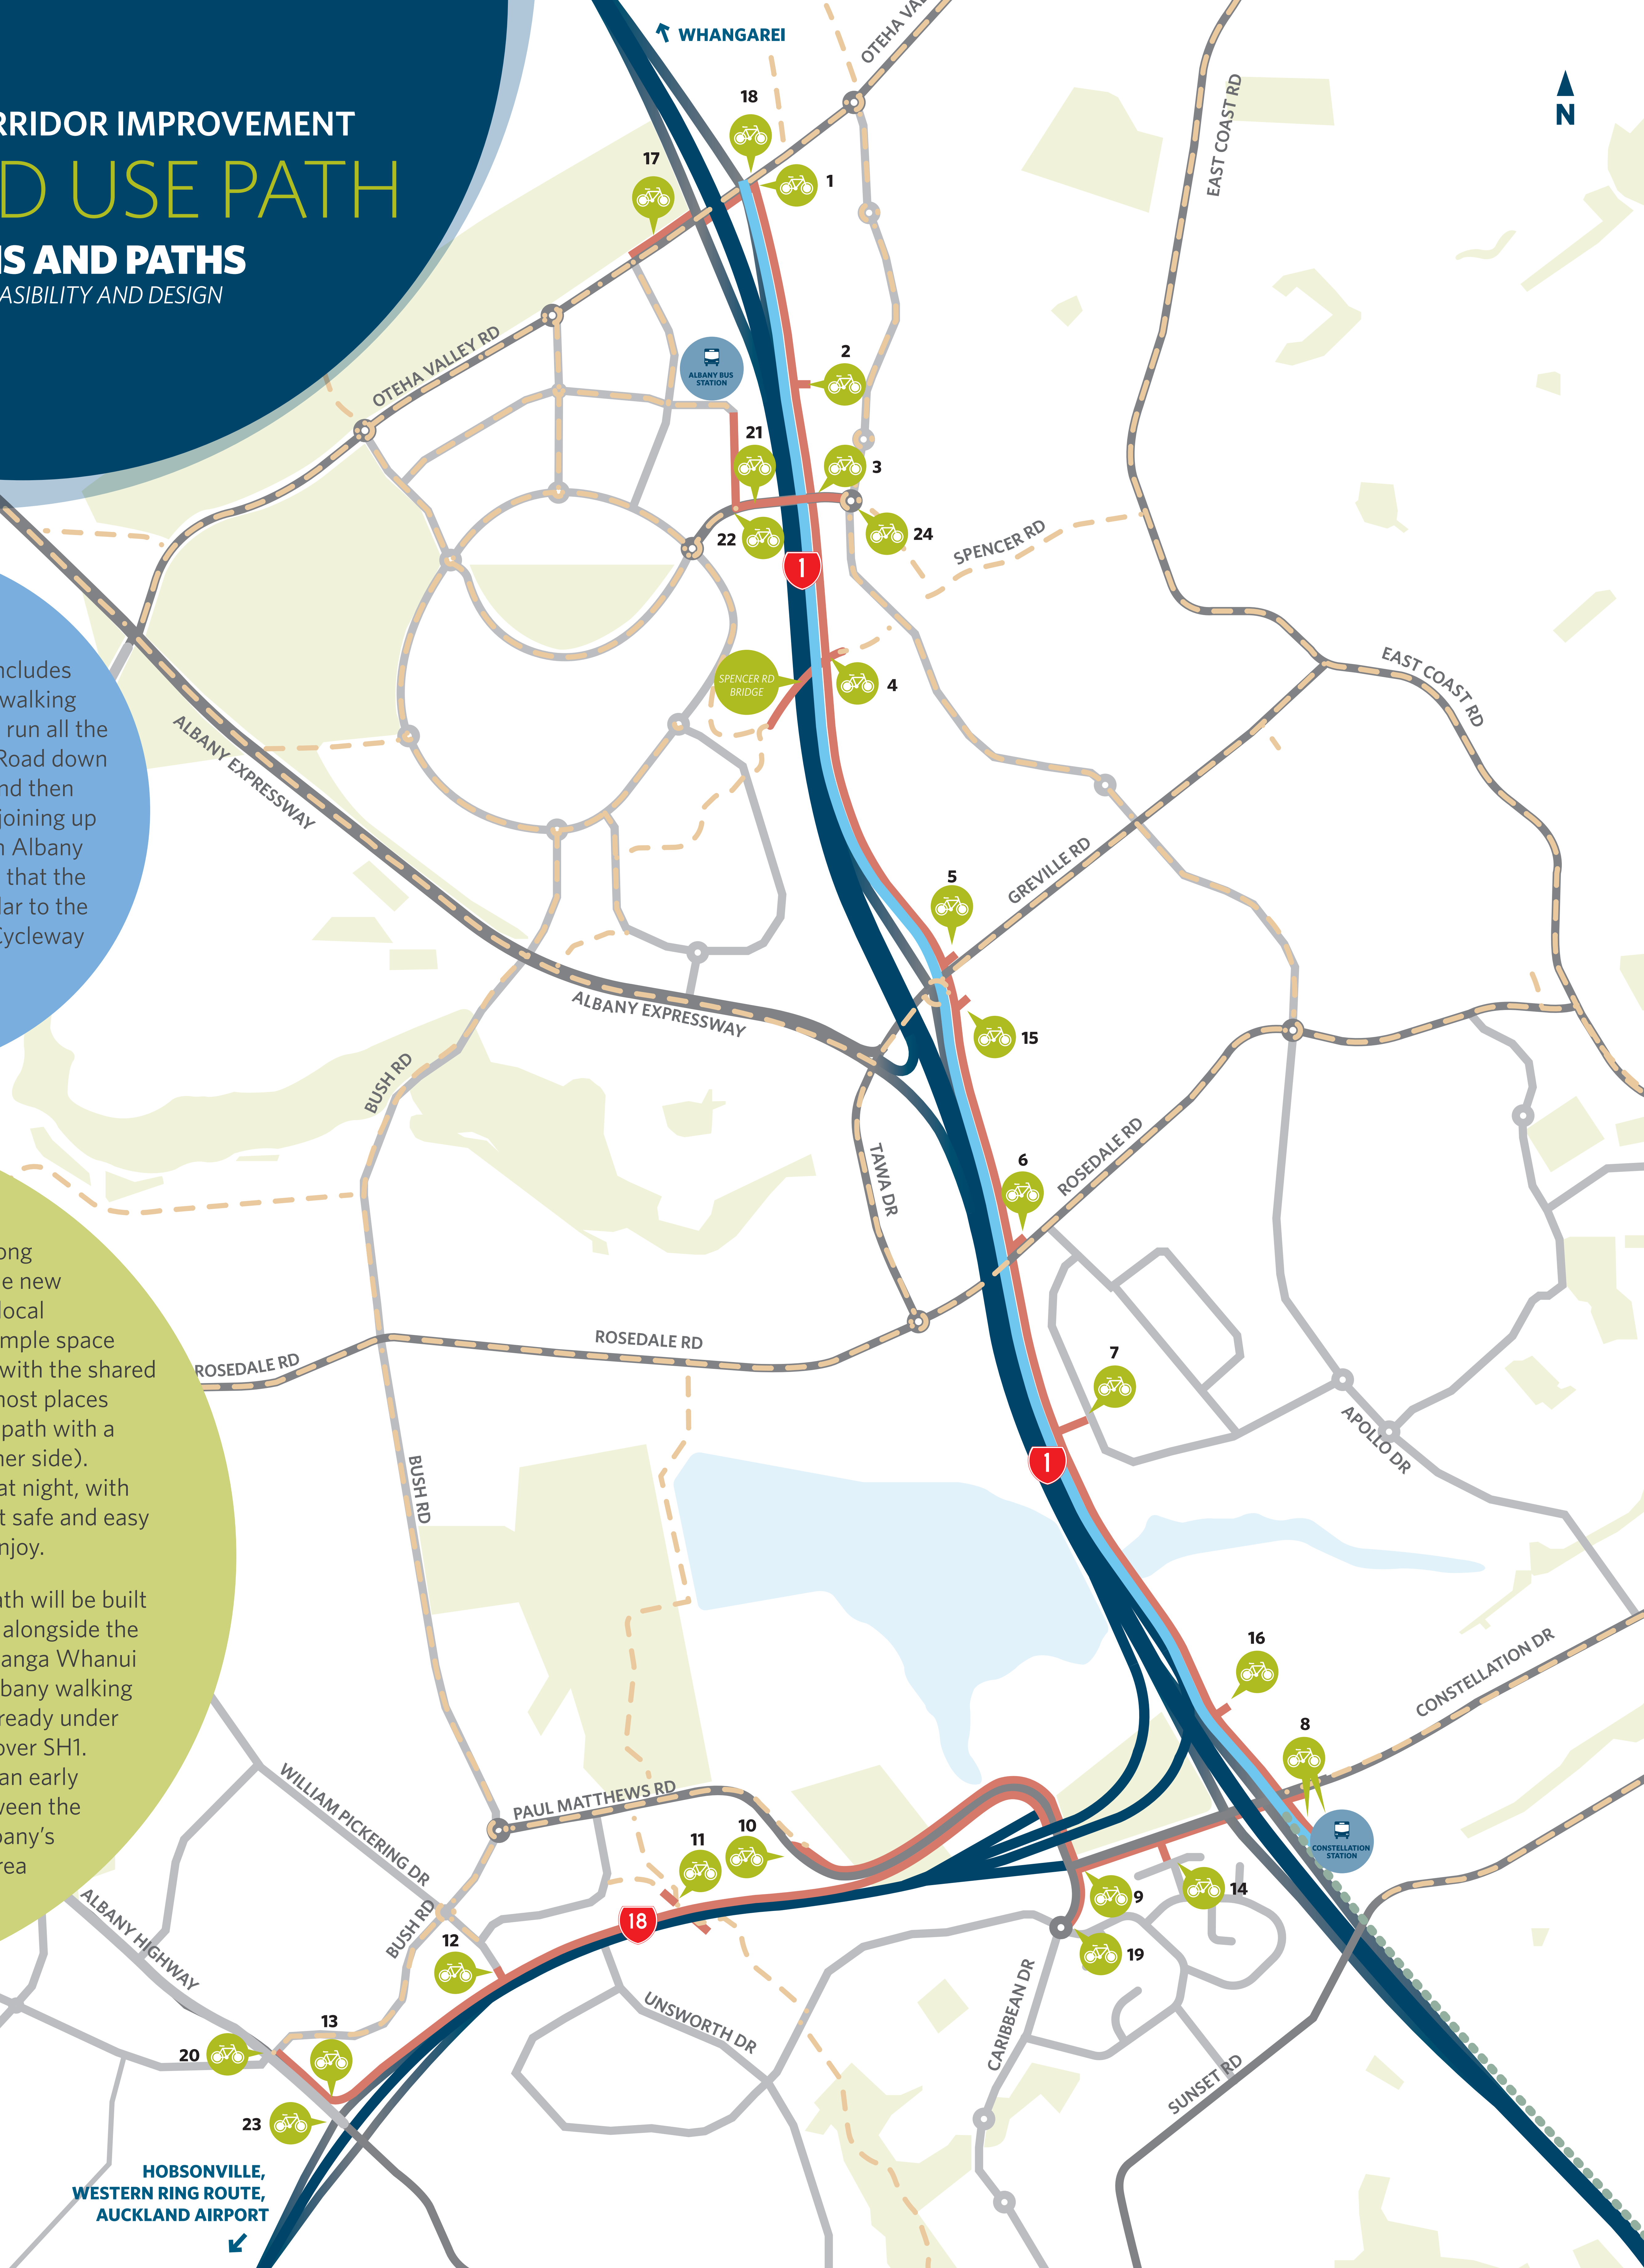 RRIDOR IMPROVEMENT
D USE PATH
S AND PATHS
ASIBILITY AND DESIGN
WHANGAREI
N
OTEHA VA
EAST COAST RD
18
17
1
OTEHA VALLEY RD
ALBANY BUS
STATION
2
21
3
22
24
SPENCER RD
1
SPENCER RD
BRIDGE
4
EAST COAST RD
ncludes
walking
run all the
Road down
nd then
joining up
n Albany
that the
lar to the
Cycleway
ALBANY EXPRESSWAY
GREVILLE RD
5
ALBANY EXPRESSWAY
15
BUSH RD
TAWA DR
6
ROSEDALE RD
ROSEDALE RD
ROSEDALE RD
7
APOLLO DR
1
BUSH RD
ong
e new
local
mple space
with the shared
most places
path with a
her side).
at night, with
t safe and easy
njoy.
ath will be built
alongside the
anga Whanui
bany walking
ready under
over SH1.
an early
ween the
bany's
rea
16
CONSTELLATION DR
8
CONSTELLATION
STATION
WILLIAM PICKERING DR
PAUL MATTHEWS RD
11
10
9
14
18
19
ALBANY HIGHWAY
BUSH RD
12
UNSWORTH DR
CARIBBEAN DR
SUNSET RD
13
20
23
HOBSONVILLE,
WESTERN RING ROUTE,
AUCKLAND AIRPORT